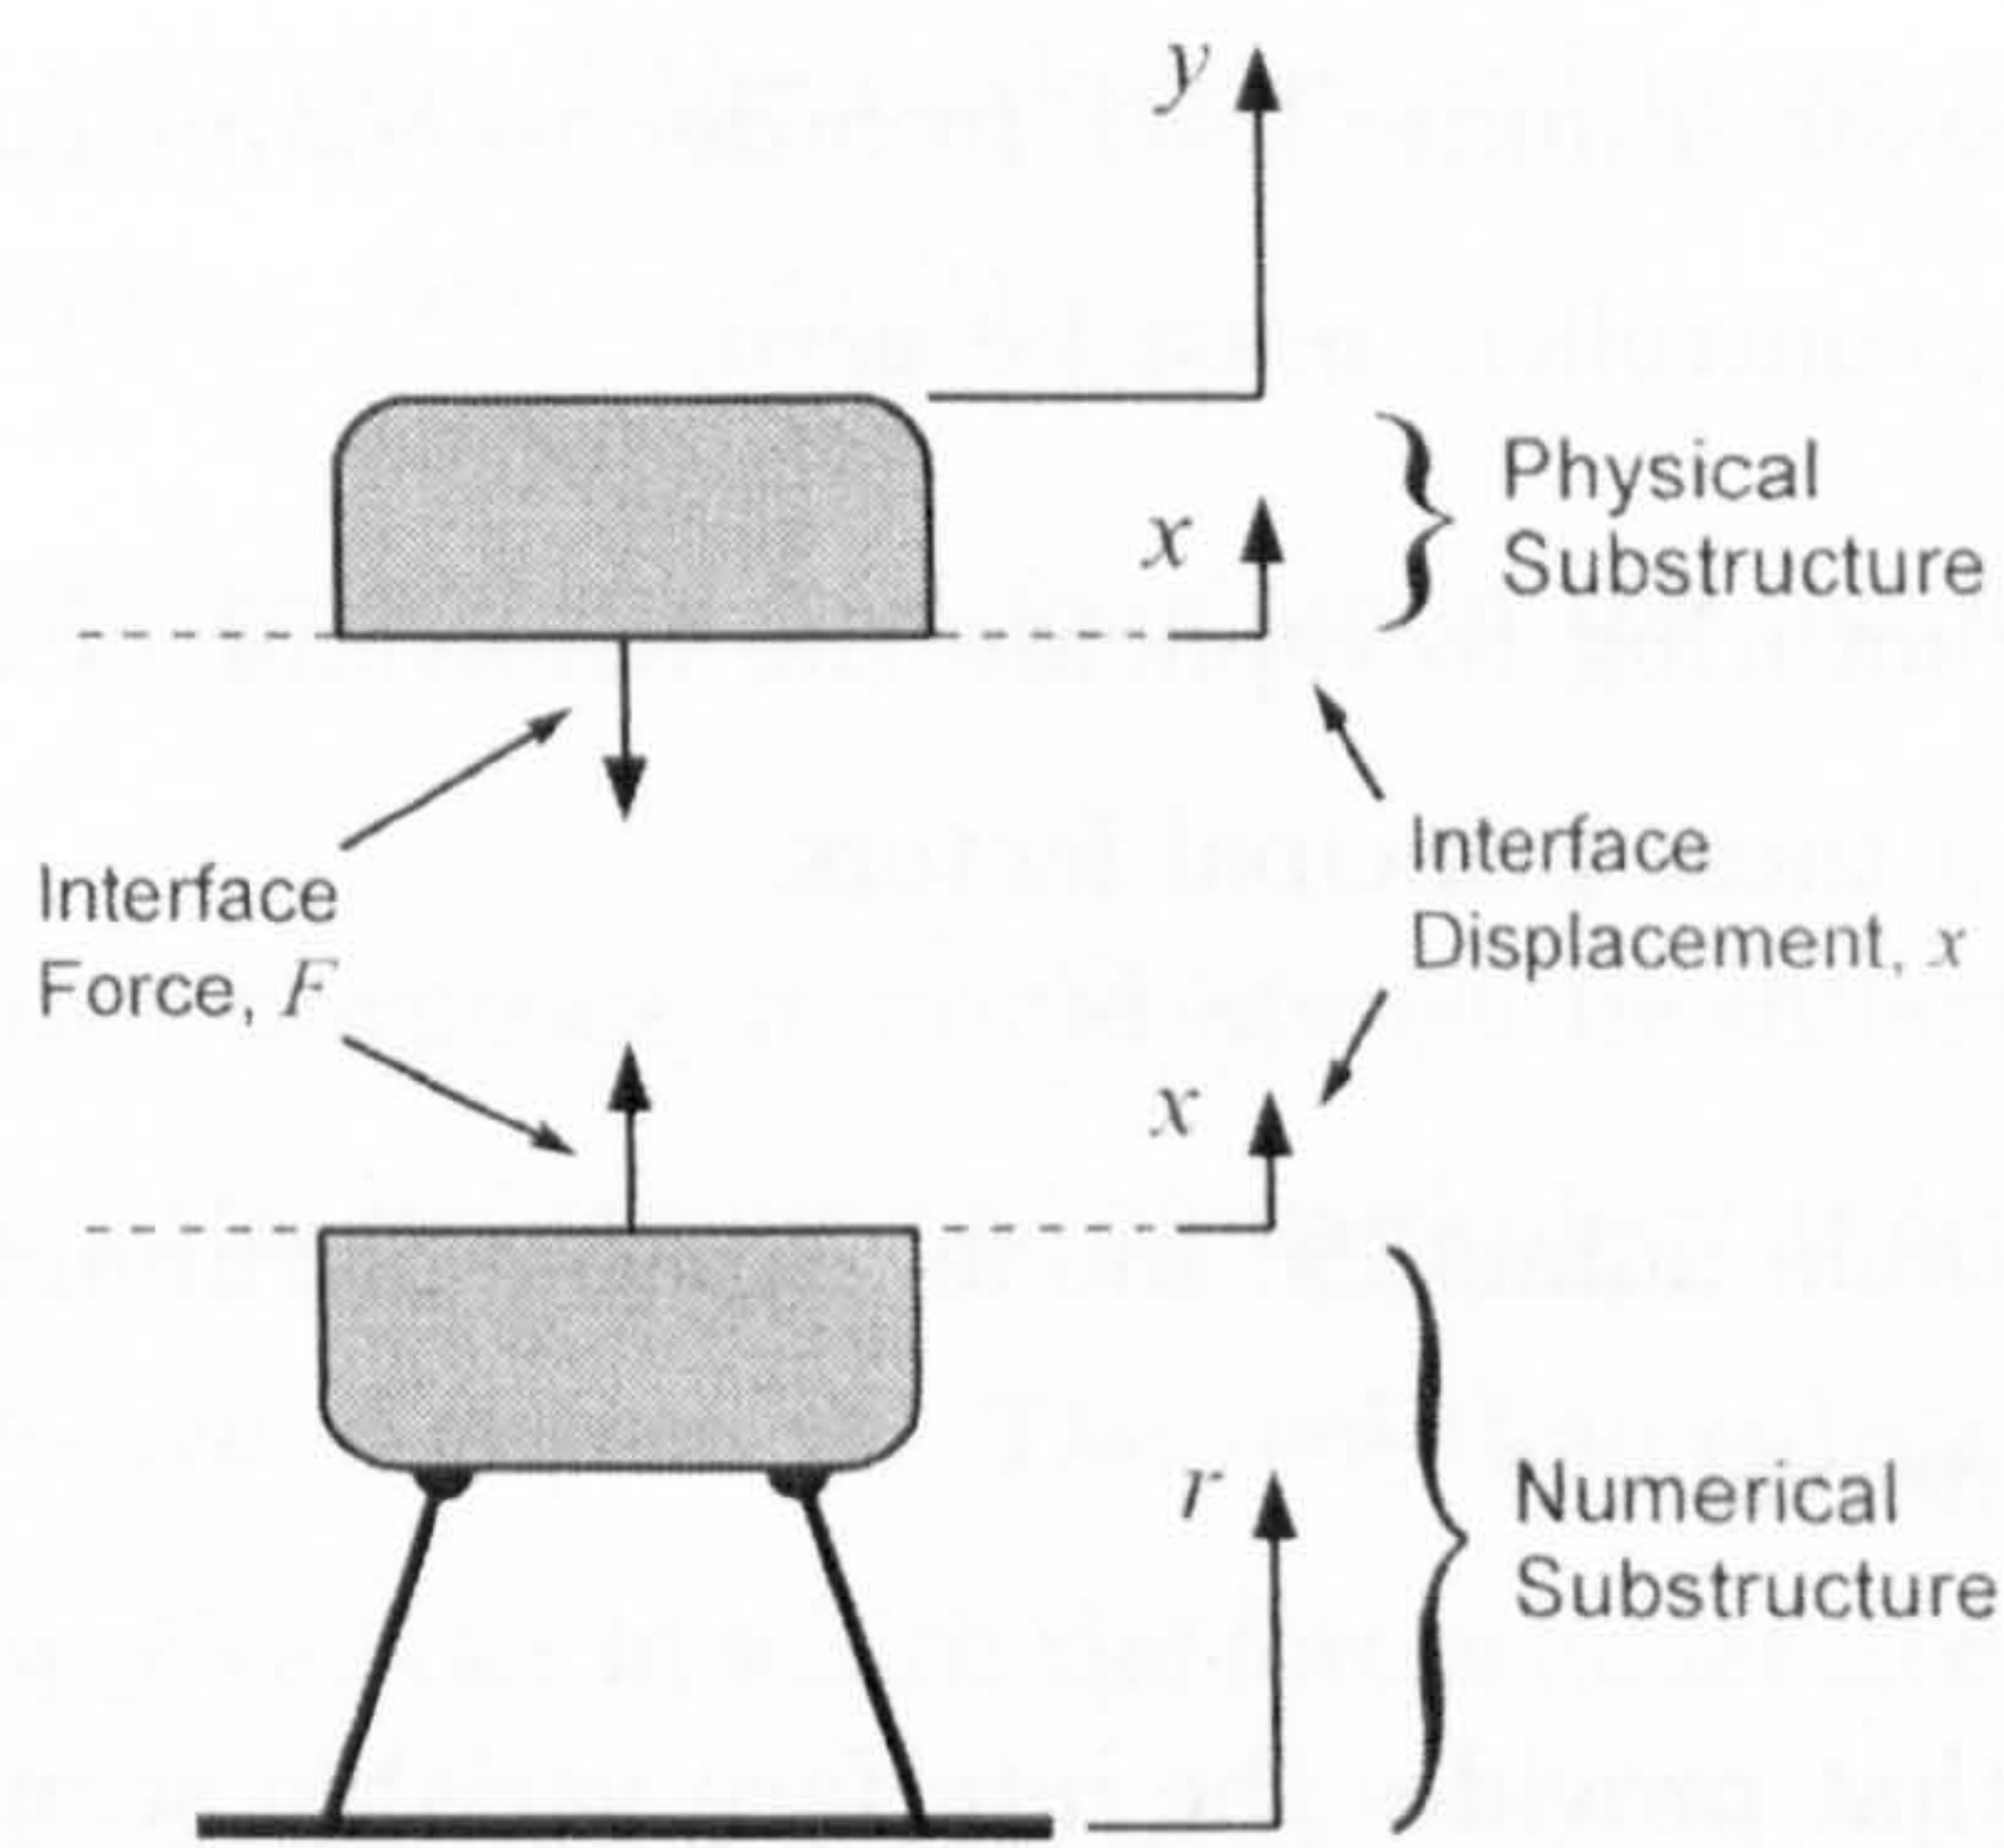 y
x
Physical
Substructure
Interface
Force, F
Interface
Displacement, x
x
r
Numerical
Substructure